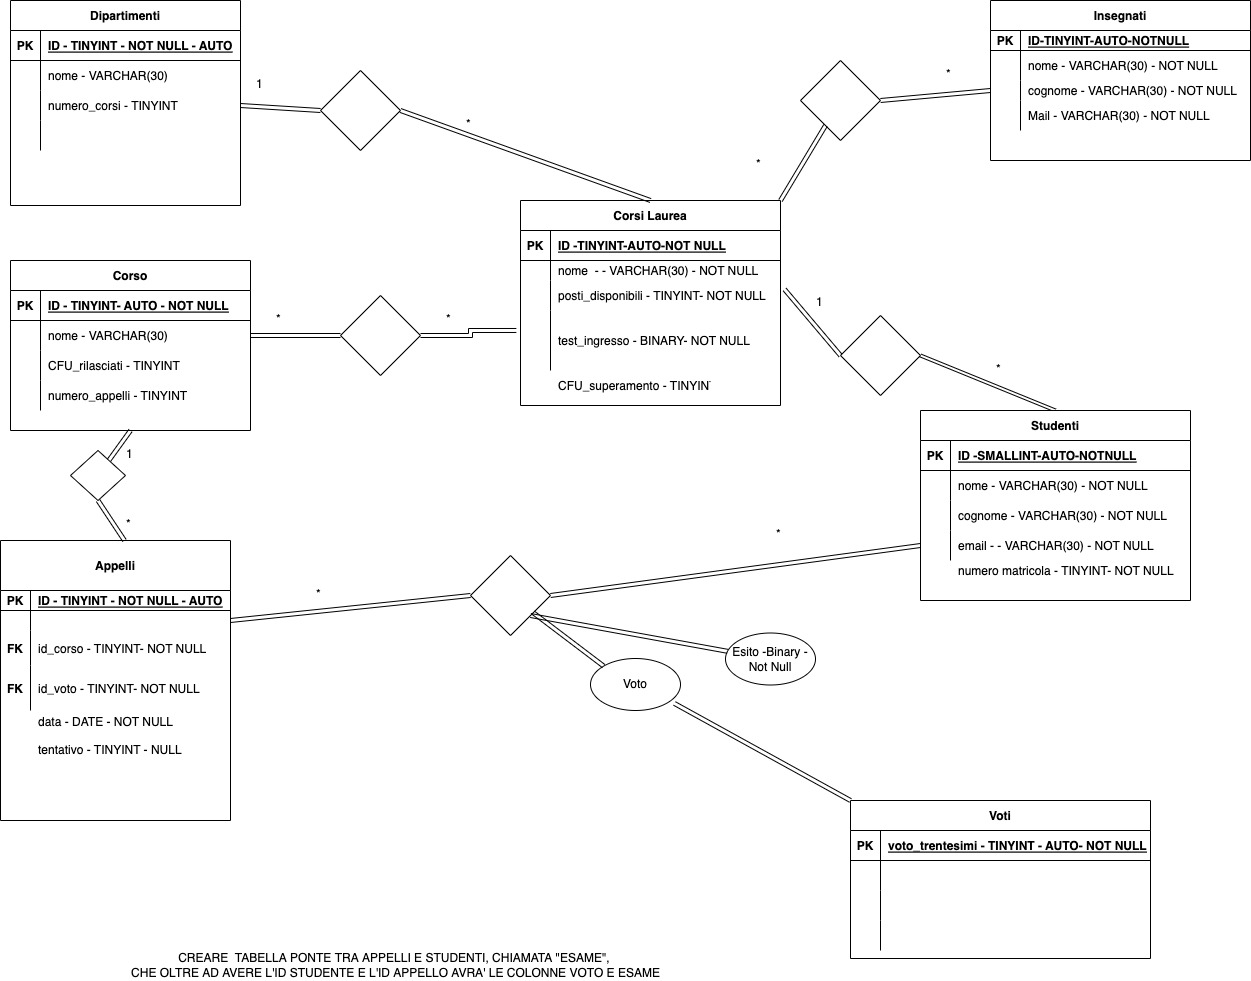 Dipartimenti
PK ID - TINYINT - NOT NULL - AUTO
nome - VARCHAR(30)
numero_corsi - TINYINT
1
*
Insegnati
PK ID-TINYINT-AUTO-NOTNULL
nome - VARCHAR(30) - NOT NULL
cognome - VARCHAR(30) - NOT NULL
Mail - VARCHAR(30) - NOT NULL
*
*
Corsi Laurea
PK ID -TINYINT-AUTO-NOT NULL
nome - - VARCHAR(30) - NOT NULL
posti_disponibili - TINYINT- NOT NULL
test_ingresso - BINARY- NOT NULL
CFU_superamento - TINYIN
Corso
PK ID - TINYINT- AUTO - NOT NULL
nome - VARCHAR(30)
CFU_rilasciati - TINYINT
numero_appelli - TINYINT
*
*
1
*
1
*
Studenti
PK ID -SMALLINT-AUTO-NOTNULL
nome - VARCHAR(30) - NOT NULL
cognome - VARCHAR(30) - NOT NULL
email - - VARCHAR(30) - NOT NULL
numero matricola - TINYINT- NOT NULL
Appelli
PK ID - TINYINT - NOT NULL - AUTO
FK id_corso - TINYINT- NOT NULL
FK id_voto - TINYINT- NOT NULL
data - DATE - NOT NULL
tentativo - TINYINT - NULL
*
*
Esito -Binary -
Not Null
Voto
Voti
PK voto_trentesimi - TINYINT - AUTO- NOT NULL
CREARE TABELLA PONTE TRA APPELLI E STUDENTI, CHIAMATA "ESAME",
CHE OLTRE AD AVERE L'ID STUDENTE E L'ID APPELLO AVRA' LE COLONNE VOTO E ESAME